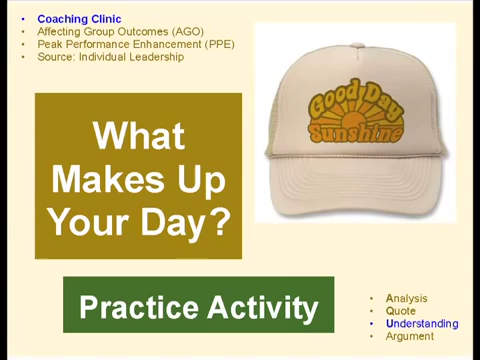 Coaching Clinic
Affecting Group Outcomes (AGO)
Peak Performance Enhancement (PPE)
Source: Individual Leadership
Good Day
Sunshine
What
Makes Up
Your Day?
Practice Activity
Analysis
Quote
Understanding
Argument